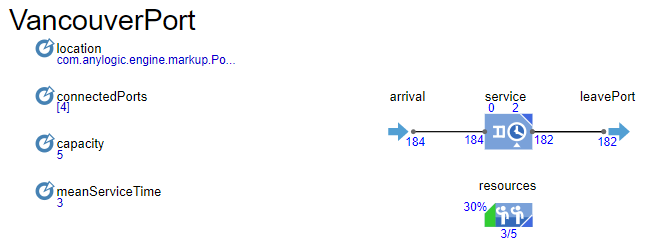 VancouverPort
location
com.anylogic.engine.markup.Po...
connectedPorts
[4]
capacity
5
meanServiceTime
3
arrival
service
leavePort
0 2
184
184
182
182
resources
30%
3/5